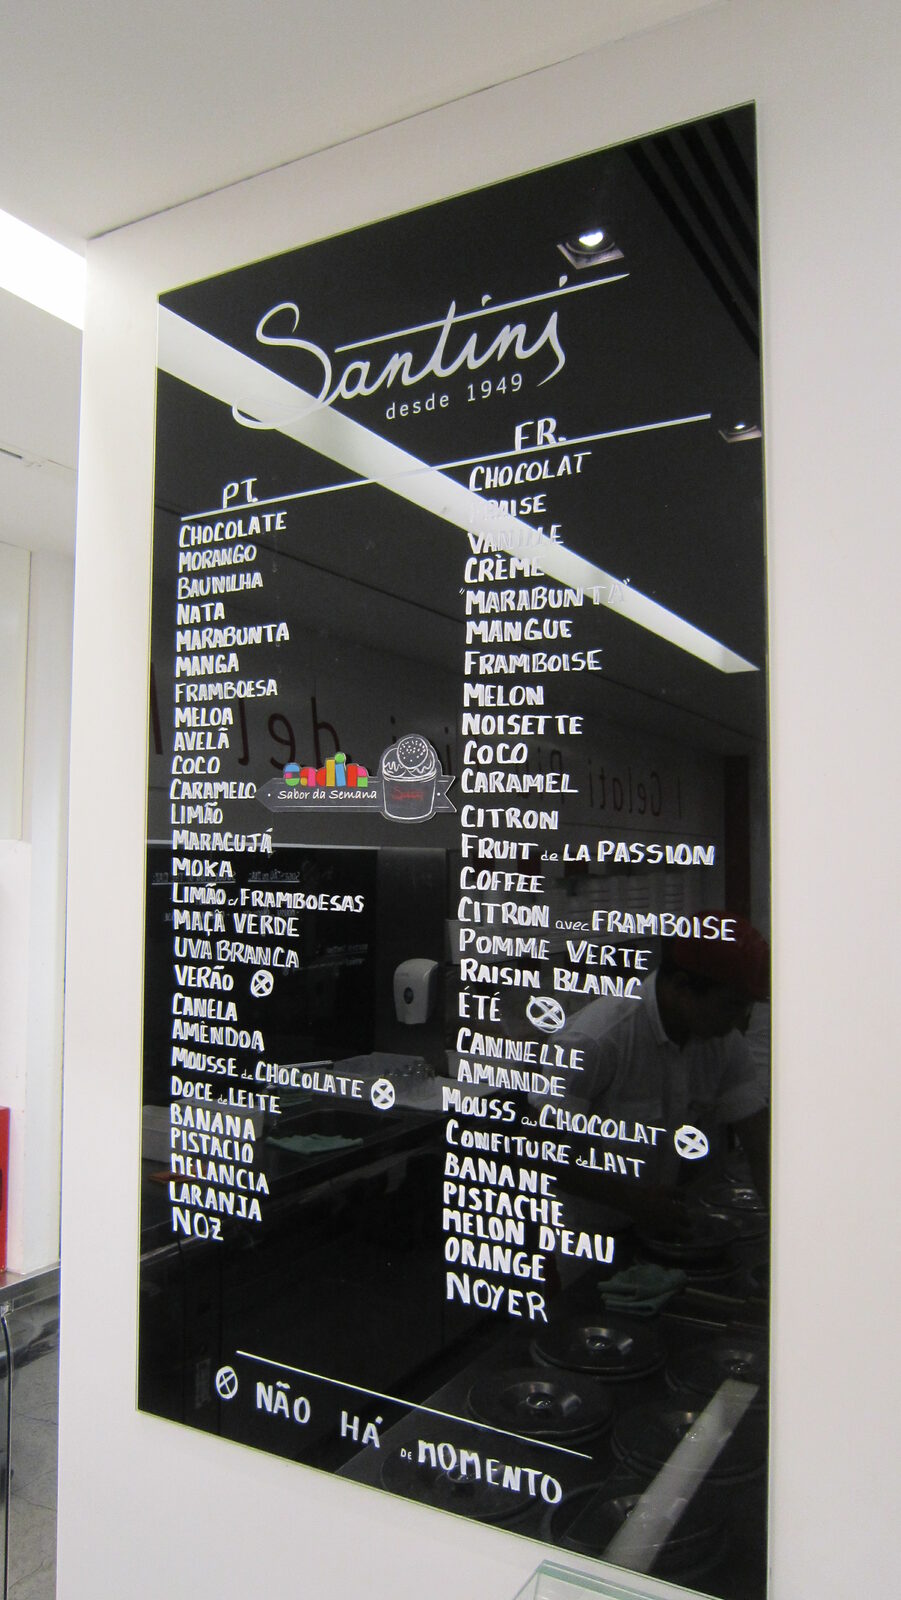 Santini
desde 1949
PT.
CHOCOLATE
MORANGO
BAUNILHA
NATA
MARABUNTA
MANGA
FRAMBOESA
MELOA
AVELÃ
COCO
CARAMELO
LIMÃO
MARACUJÁ
MOKA
LIMÃO c/ FRAMBOESAS
MAÇÃ VERDE
UVA BRANCA
VERÃO ⓧ
CANELA
AMÊNDOA
MOUSSE de CHOCOLATE ⓧ
DOCE de LEITE
BANANA
PISTACIO
MELANCIA
LARANJA
NOZ
Sabor da Semana
FR.
CHOCOLAT
FRAISE
VANILLE
CRÈME
"MARABUNTA"
MANGUE
FRAMBOISE
MELON
NOISETTE
COCO
CARAMEL
CITRON
FRUIT de LA PASSION
COFFEE
CITRON avec FRAMBOISE
POMME VERTE
RAISIN BLANC
ÉTÉ ⓧ
CANNELLE
AMANDE
MOUSS au CHOCOLAT ⓧ
CONFITURE de LAIT
BANANE
PISTACHE
MELON D'EAU
ORANGE
NOYER
ⓧ NÃO HÁ DE MOMENTO